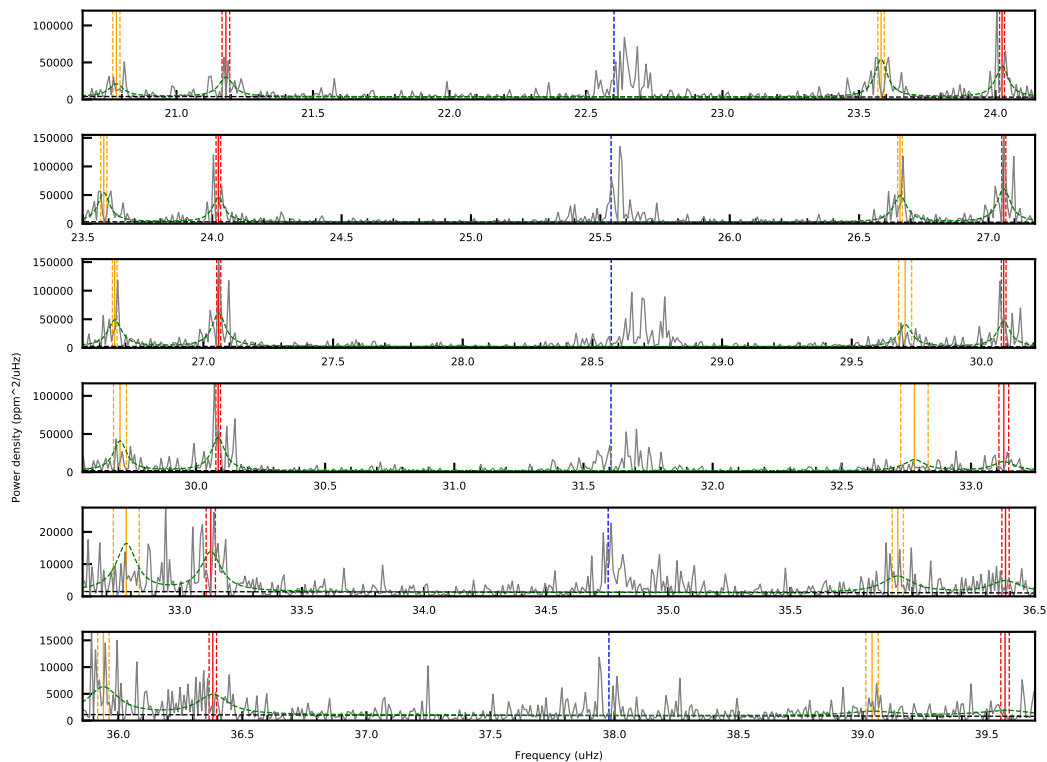 100000
50000
0
21.0 21.5 22.0 22.5 23.0 23.5 24.0
150000
100000
50000
0
23.5 24.0 24.5 25.0 25.5 26.0 26.5 27.0
150000
100000
50000
0
27.0 27.5 28.0 28.5 29.0 29.5 30.0
100000
50000
0
30.0 30.5 31.0 31.5 32.0 32.5 33.0
20000
10000
0
33.0 33.5 34.0 34.5 35.0 35.5 36.0 36.5
15000
10000
5000
0
36.0 36.5 37.0 37.5 38.0 38.5 39.0 39.5
Power density (ppm^2/uHz)
Frequency (uHz)